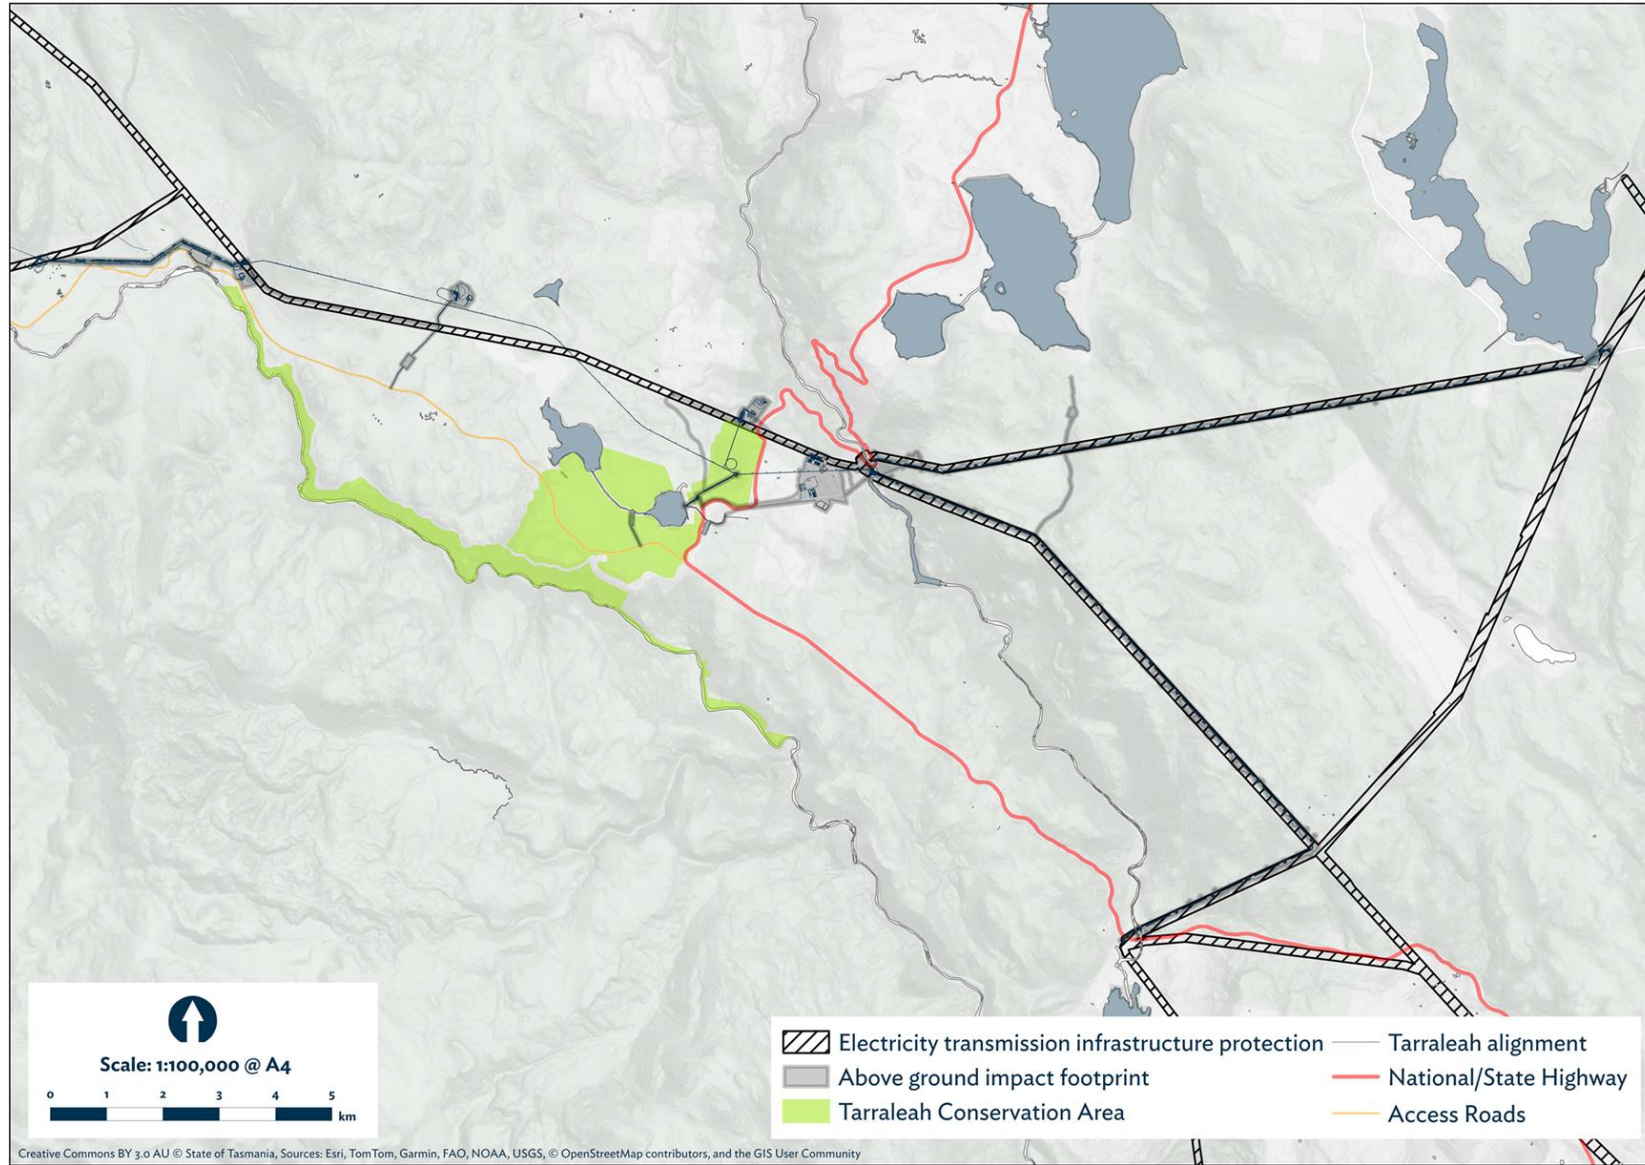 Scale: 1:100,000 @ A4
0 1 2 3 4 5 km
Electricity transmission infrastructure protection
Above ground impact footprint
Tarraleah Conservation Area
Tarraleah alignment
National/State Highway
Access Roads
Creative Commons BY 3.0 AU © State of Tasmania, Sources: Esri, TomTom, Garmin, FAO, NOAA, USGS, © OpenStreetMap contributors, and the GIS User Community